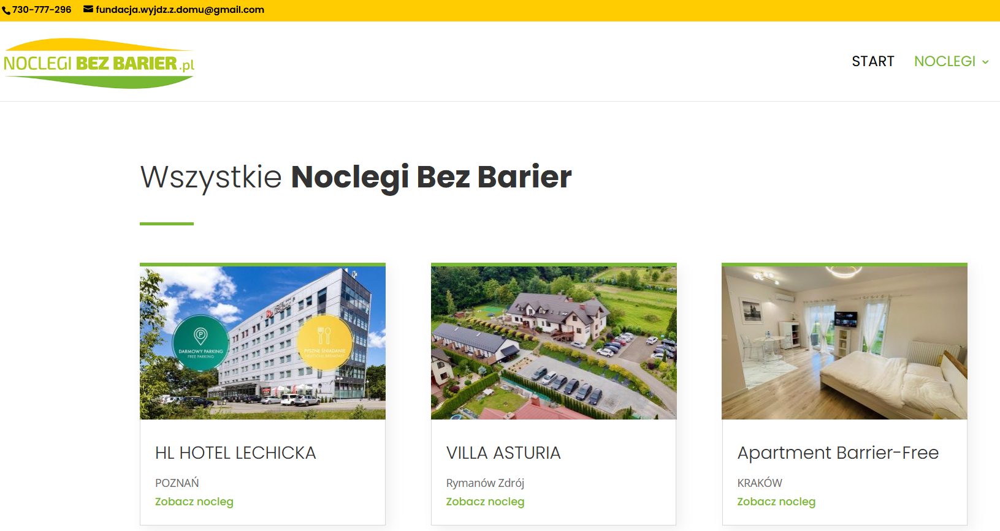 730-777-296 fundacja.wyjdz.z.domu@gmail.com
NOCLEGI BEZ BARIER.pl
START NOCLEGI
Wszystkie Noclegi Bez Barier
DARMOWY PARKING
FREE PARKING
PYSZNE ŚNIADANIE
HL HOTEL LECHICKA
POZNAŃ
Zobacz nocleg
VILLA ASTURIA
Rymanów Zdrój
Zobacz nocleg
Apartment Barrier-Free
KRAKÓW
Zobacz nocleg